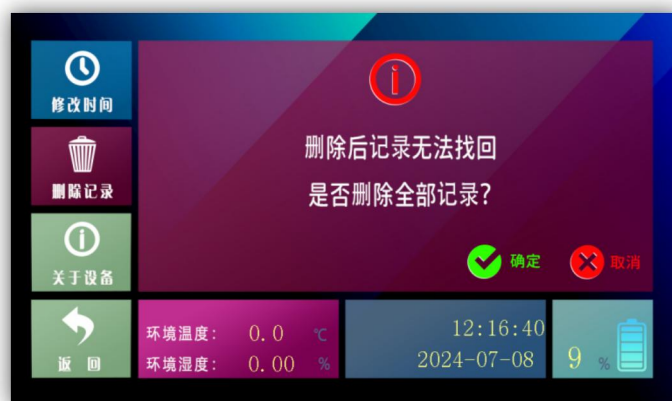 修改时间
删除记录
关于设备
返 回
删除后记录无法找回
是否删除全部记录?
确定
取消
环境温度: 0.0 ℃
环境湿度: 0.00 %
12:16:40
2024-07-08
9 %